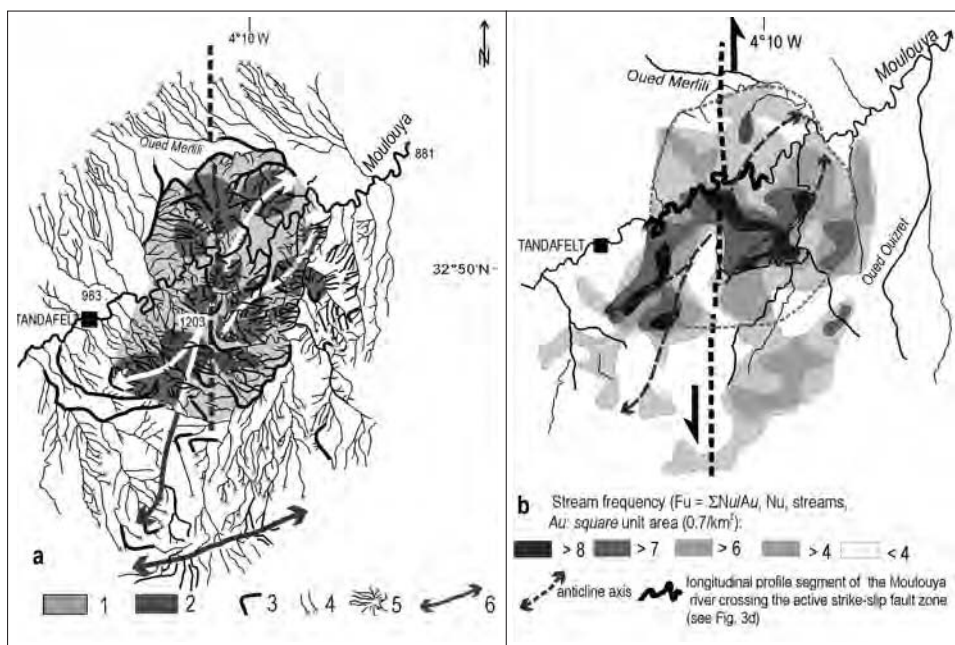 4°10 W
N
Oued Merfili
Moulouya
881
32°50'N
983
TANDAFELT
1203
a
1 2 3 4 5 6
4°10 W
Moulouya
Oued Merfili
TANDAFELT
Oued Ouizret
b Stream frequency (Fu = ΣNu/Au, Nu, streams,
Au: square unit area (0.7/km²):
> 8 > 7 > 6 > 4 < 4
anticline axis
longitudinal profile segment of the Moulouya
river crossing the active strike-slip fault zone
(see Fig. 3d)